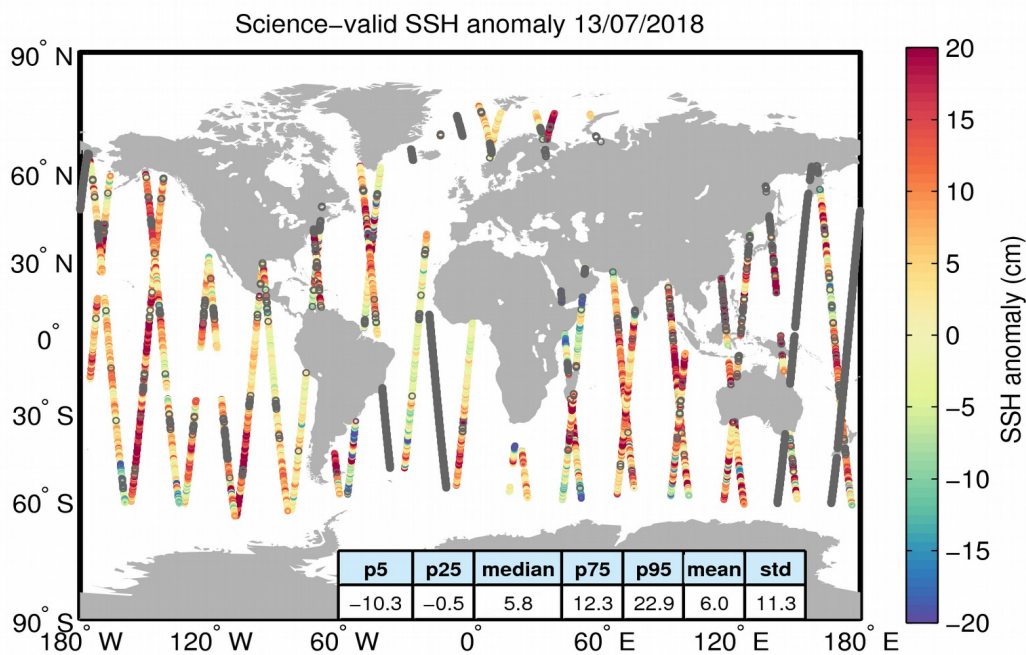 Science−valid SSH anomaly 13/07/2018
90° N
60° N
30° N
0°
30° S
60° S
90° S
180° W
120° W
60° W
0°
60° E
120° E
180° E
p5 p25 median p75 p95 mean std
−10.3 −0.5 5.8 12.3 22.9 6.0 11.3
20
15
10
5
0
−5
−10
−15
−20
SSH anomaly (cm)